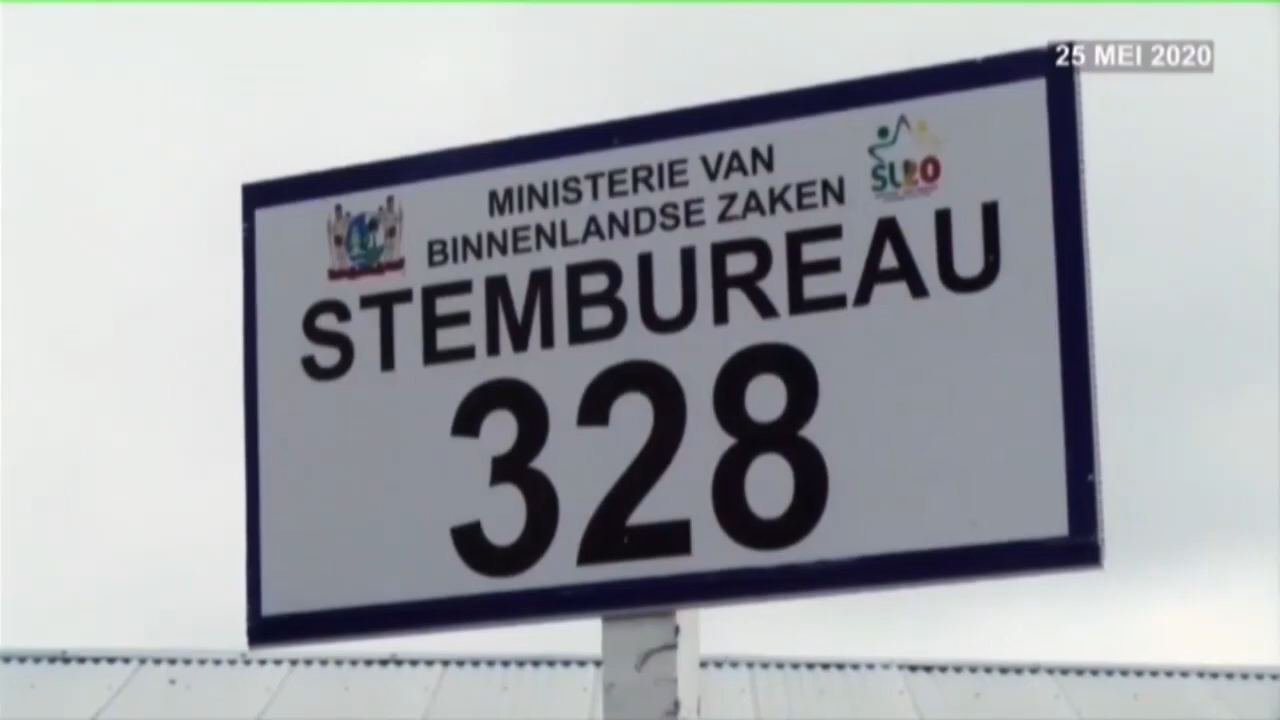 25 MEI 2020
MINISTERIE VAN
BINNENLANDSE ZAKEN
STEMBUREAU
328